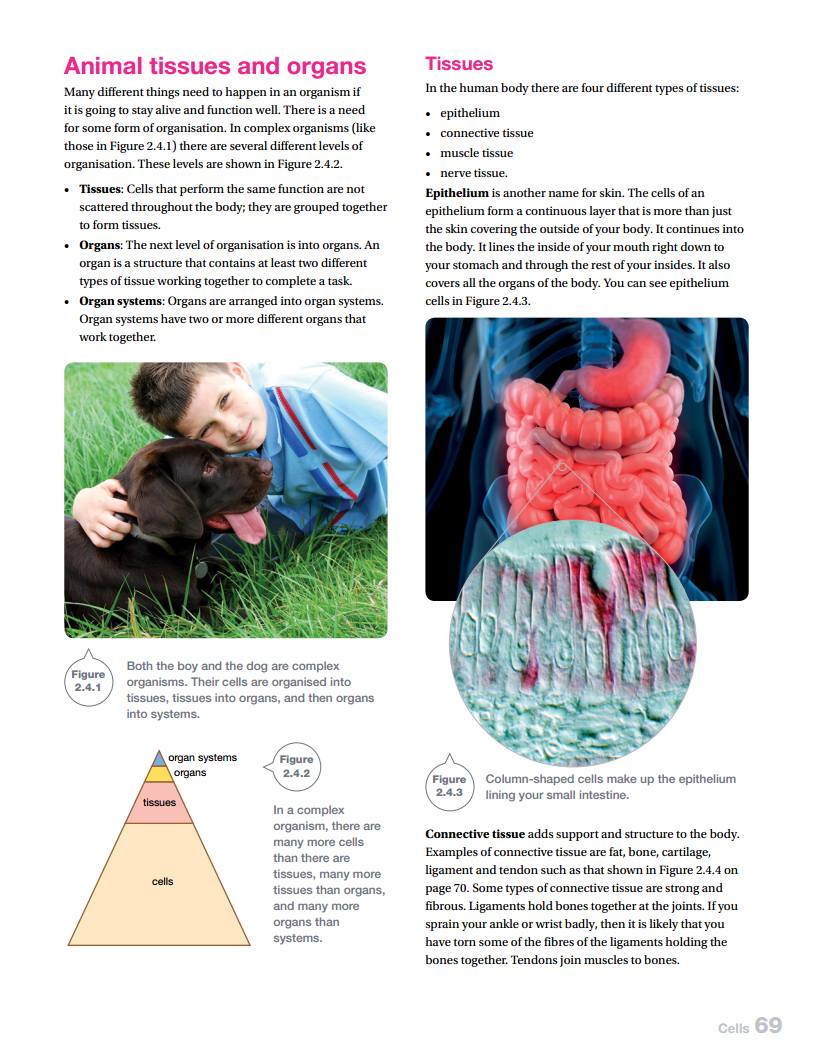 Animal tissues and organs
Many different things need to happen in an organism if
it is going to stay alive and function well. There is a need
for some form of organisation. In complex organisms (like
those in Figure 2.4.1) there are several different levels of
organisation. These levels are shown in Figure 2.4.2.
• Tissues: Cells that perform the same function are not
scattered throughout the body; they are grouped together
to form tissues.
• Organs: The next level of organisation is into organs. An
organ is a structure that contains at least two different
types of tissue working together to complete a task.
• Organ systems: Organs are arranged into organ systems.
Organ systems have two or more different organs that
work together.
Figure
2.4.1
Both the boy and the dog are complex
organisms. Their cells are organised into
tissues, tissues into organs, and then organs
into systems.
organ systems
organs
tissues
cells
Figure
2.4.2
In a complex
organism, there are
many more cells
than there are
tissues, many more
tissues than organs,
and many more
organs than
systems.
Tissues
In the human body there are four different types of tissues:
• epithelium
• connective tissue
• muscle tissue
• nerve tissue.
Epithelium is another name for skin. The cells of an
epithelium form a continuous layer that is more than just
the skin covering the outside of your body. It continues into
the body. It lines the inside of your mouth right down to
your stomach and through the rest of your insides. It also
covers all the organs of the body. You can see epithelium
cells in Figure 2.4.3.
Figure
2.4.3
Column-shaped cells make up the epithelium
lining your small intestine.
Connective tissue adds support and structure to the body.
Examples of connective tissue are fat, bone, cartilage,
ligament and tendon such as that shown in Figure 2.4.4 on
page 70. Some types of connective tissue are strong and
fibrous. Ligaments hold bones together at the joints. If you
sprain your ankle or wrist badly, then it is likely that you
have torn some of the fibres of the ligaments holding the
bones together. Tendons join muscles to bones.
Cells 69